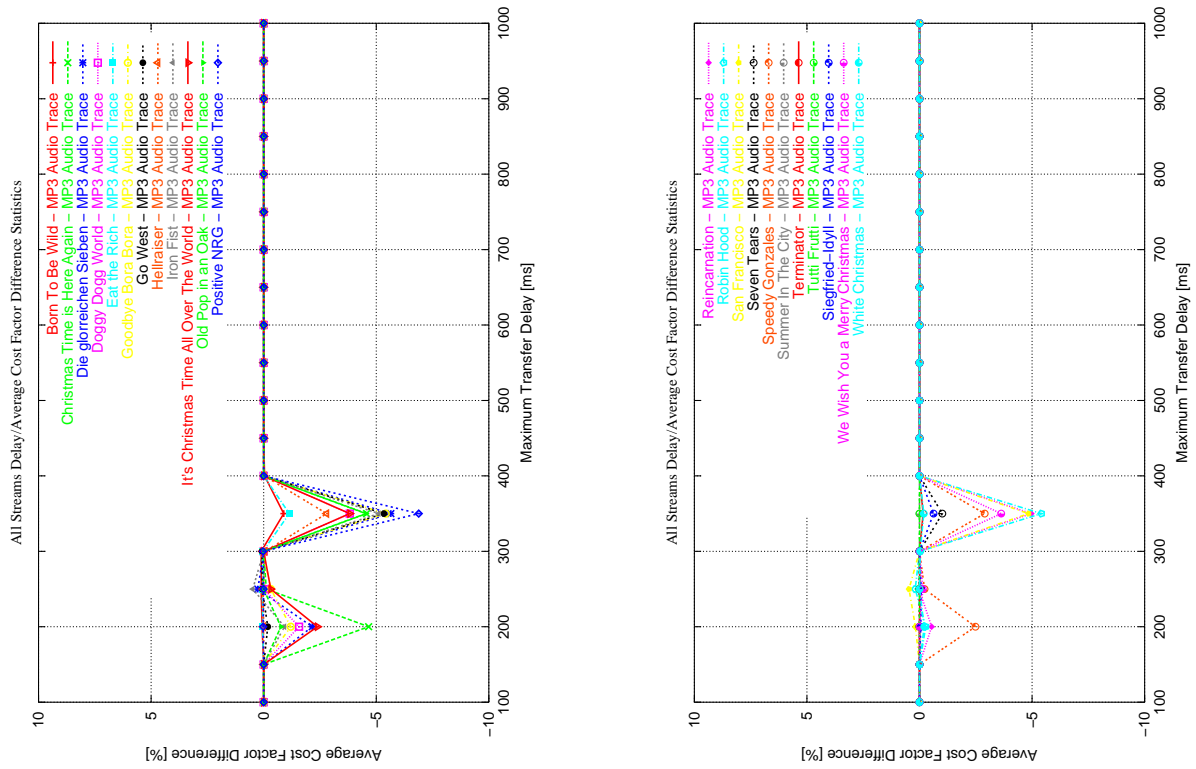 All Streams Delay/Average Cost Factor Difference Statistics
Average Cost Factor Difference [%]
10
5
0
−5
−10
100
200
300
400
500
600
700
800
900
1000
Maximum Transfer Delay [ms]
Born To Be Wild − MP3 Audio Trace
Christmas Time is Here Again − MP3 Audio Trace
Die glorreichen Sieben − MP3 Audio Trace
Doggy Dogg World − MP3 Audio Trace
Eat the Rich − MP3 Audio Trace
Goodbye Bora Bora − MP3 Audio Trace
Go West − MP3 Audio Trace
Hellraiser − MP3 Audio Trace
Iron Fist − MP3 Audio Trace
It's Christmas Time All Over The World − MP3 Audio Trace
Old Pop in an Oak − MP3 Audio Trace
Positive NRG − MP3 Audio Trace
All Streams Delay/Average Cost Factor Difference Statistics
Average Cost Factor Difference [%]
10
5
0
−5
−10
100
200
300
400
500
600
700
800
900
1000
Maximum Transfer Delay [ms]
Reincarnation − MP3 Audio Trace
Robin Hood − MP3 Audio Trace
San Francisco − MP3 Audio Trace
Seven Tears − MP3 Audio Trace
Speedy Gonzales − MP3 Audio Trace
Summer In The City − MP3 Audio Trace
Terminator − MP3 Audio Trace
Tutti Frutti − MP3 Audio Trace
Siegfried−Idyll − MP3 Audio Trace
We Wish You a Merry Christmas − MP3 Audio Trace
White Christmas − MP3 Audio Trace